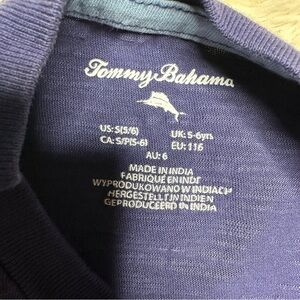 Tommy Bahama
US: S(5/6) UK: 5-6yrs
CA: S/P(5-6) EU: 116
AU: 6
MADE IN INDIA
FABRIQUÉ EN INDE
WYPRODUKOWANO W INDIACH
HERGESTELLT IN INDIEN
GEPRODUCEERD IN INDIA